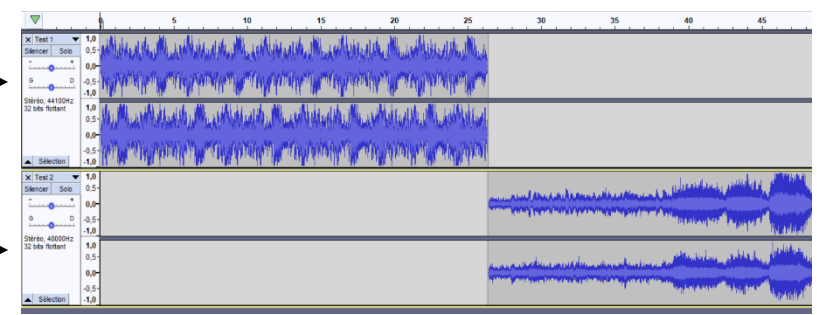 0 5 10 15 20 25 30 35 40 45
Test 1 1,0
Silencer Solo 0,5
- + 0,0
G D -0,5
-1,0
Stéréo, 44100Hz 1,0
32 bits flottant 0,5
0,0
-0,5
Sélection -1,0
Test 2 1,0
Silencer Solo 0,5
- + 0,0
G D -0,5
-1,0
Stéréo, 48000Hz 1,0
32 bits flottant 0,5
0,0
-0,5
Sélection -1,0